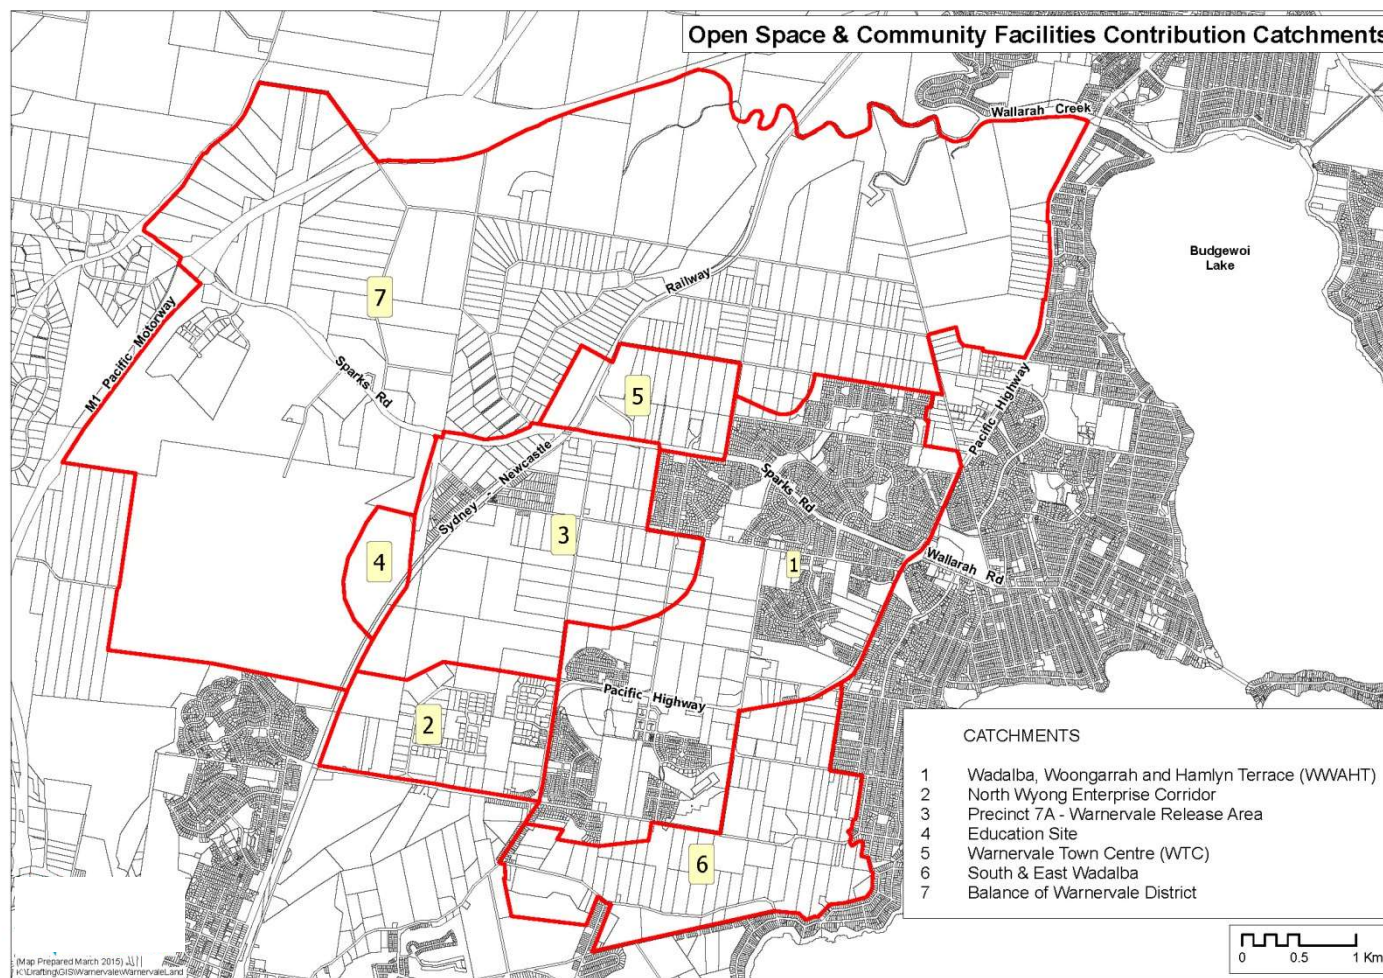 Open Space & Community Facilities Contribution Catchments
Wallarah Creek
Budgewoi
Lake
Railway
7
M1 Pacific Motorway
Sparks Rd
5
Pacific Highway
Sydney - Newcastle
Sparks Rd
3
4
1
Wallarah Rd
Pacific Highway
2
6
CATCHMENTS
1 Wadalba, Woongarrah and Hamlyn Terrace (WWAHT)
2 North Wyong Enterprise Corridor
3 Precinct 7A - Warnervale Release Area
4 Education Site
5 Warnervale Town Centre (WTC)
6 South & East Wadalba
7 Balance of Warnervale District
0 0.5 1 Km
(Map Prepared March 2015)
K:\Drafting\GIS\Warnervale\WarnervaleLand